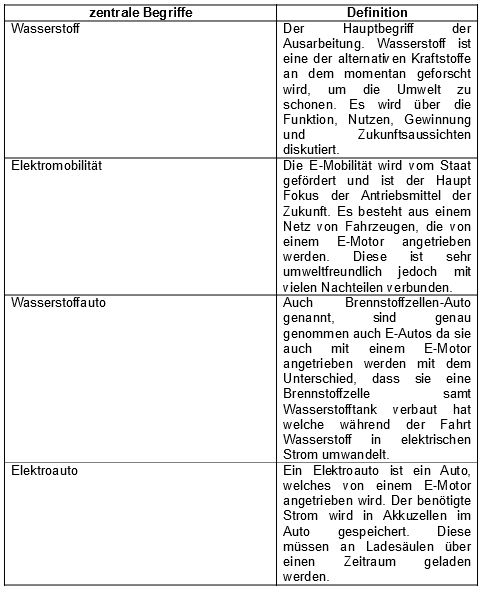 zentrale Begriffe Definition
Wasserstoff Der Hauptbegriff der
Ausarbeitung. Wasserstoff ist
eine der alternativen Kraftstoffe
an dem momentan geforscht
wird, um die Umwelt zu
schonen. Es wird über die
Funktion, Nutzen, Gewinnung
und Zukunftsaussichten
diskutiert.
Elektromobilität Die E-Mobilität wird vom Staat
gefördert und ist der Haupt
Fokus der Antriebsmittel der
Zukunft. Es besteht aus einem
Netz von Fahrzeugen, die von
einem E-Motor angetrieben
werden. Diese ist sehr
umweltfreundlich jedoch mit
vielen Nachteilen verbunden.
Wasserstoffauto Auch Brennstoffzellen-Auto
genannt, sind genau
genommen auch E-Autos da sie
auch mit einem E-Motor
angetrieben werden mit dem
Unterschied, dass sie eine
Brennstoffzelle samt
Wasserstofftank verbaut hat
welche während der Fahrt
Wasserstoff in elektrischen
Strom umwandelt.
Elektroauto Ein Elektroauto ist ein Auto,
welches von einem E-Motor
angetrieben wird. Der benötigte
Strom wird in Akkuzellen im
Auto gespeichert. Diese
müssen an Ladesäulen über
einen Zeitraum geladen
werden.